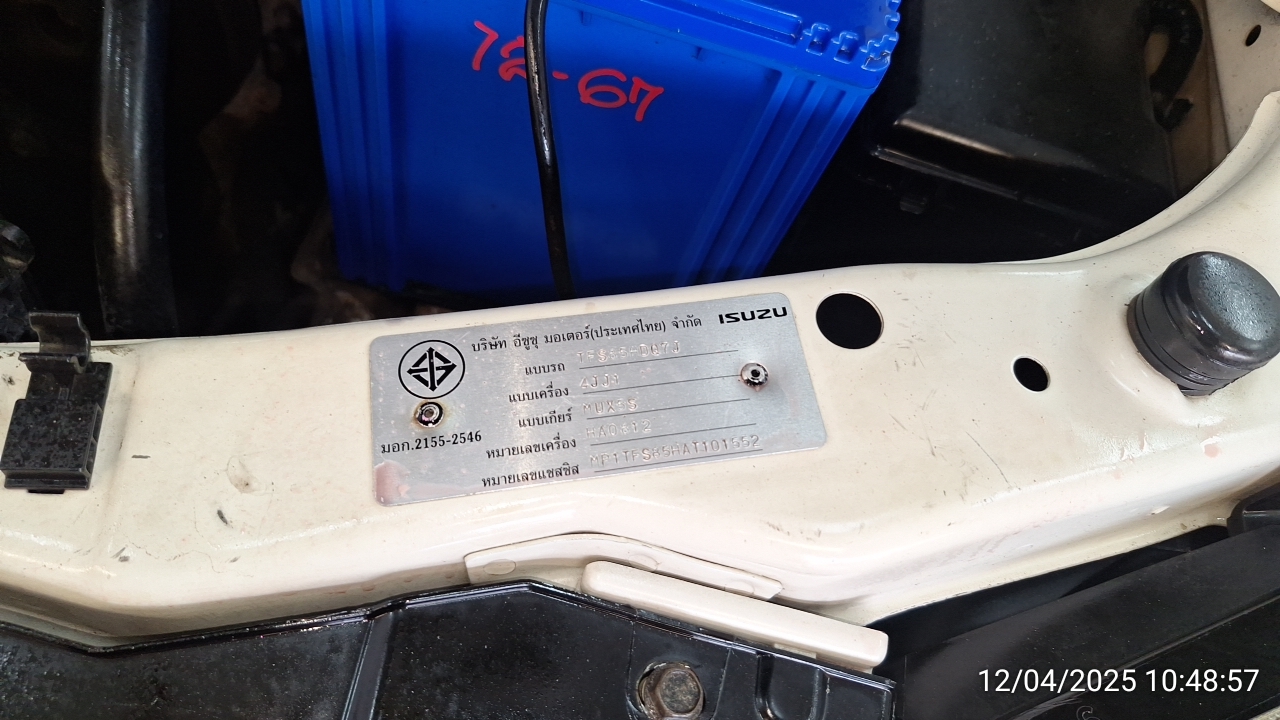 72-67
บริษัท อีซูซุ มอเตอร์(ประเทศไทย) จำกัด ISUZU
แบบรถ
แบบเครื่อง 4JJ1
แบบเกียร์
หมายเลขเครื่อง
หมายเลขแชสซิส
มอก.2155-2546
12/04/2025 10:48:57